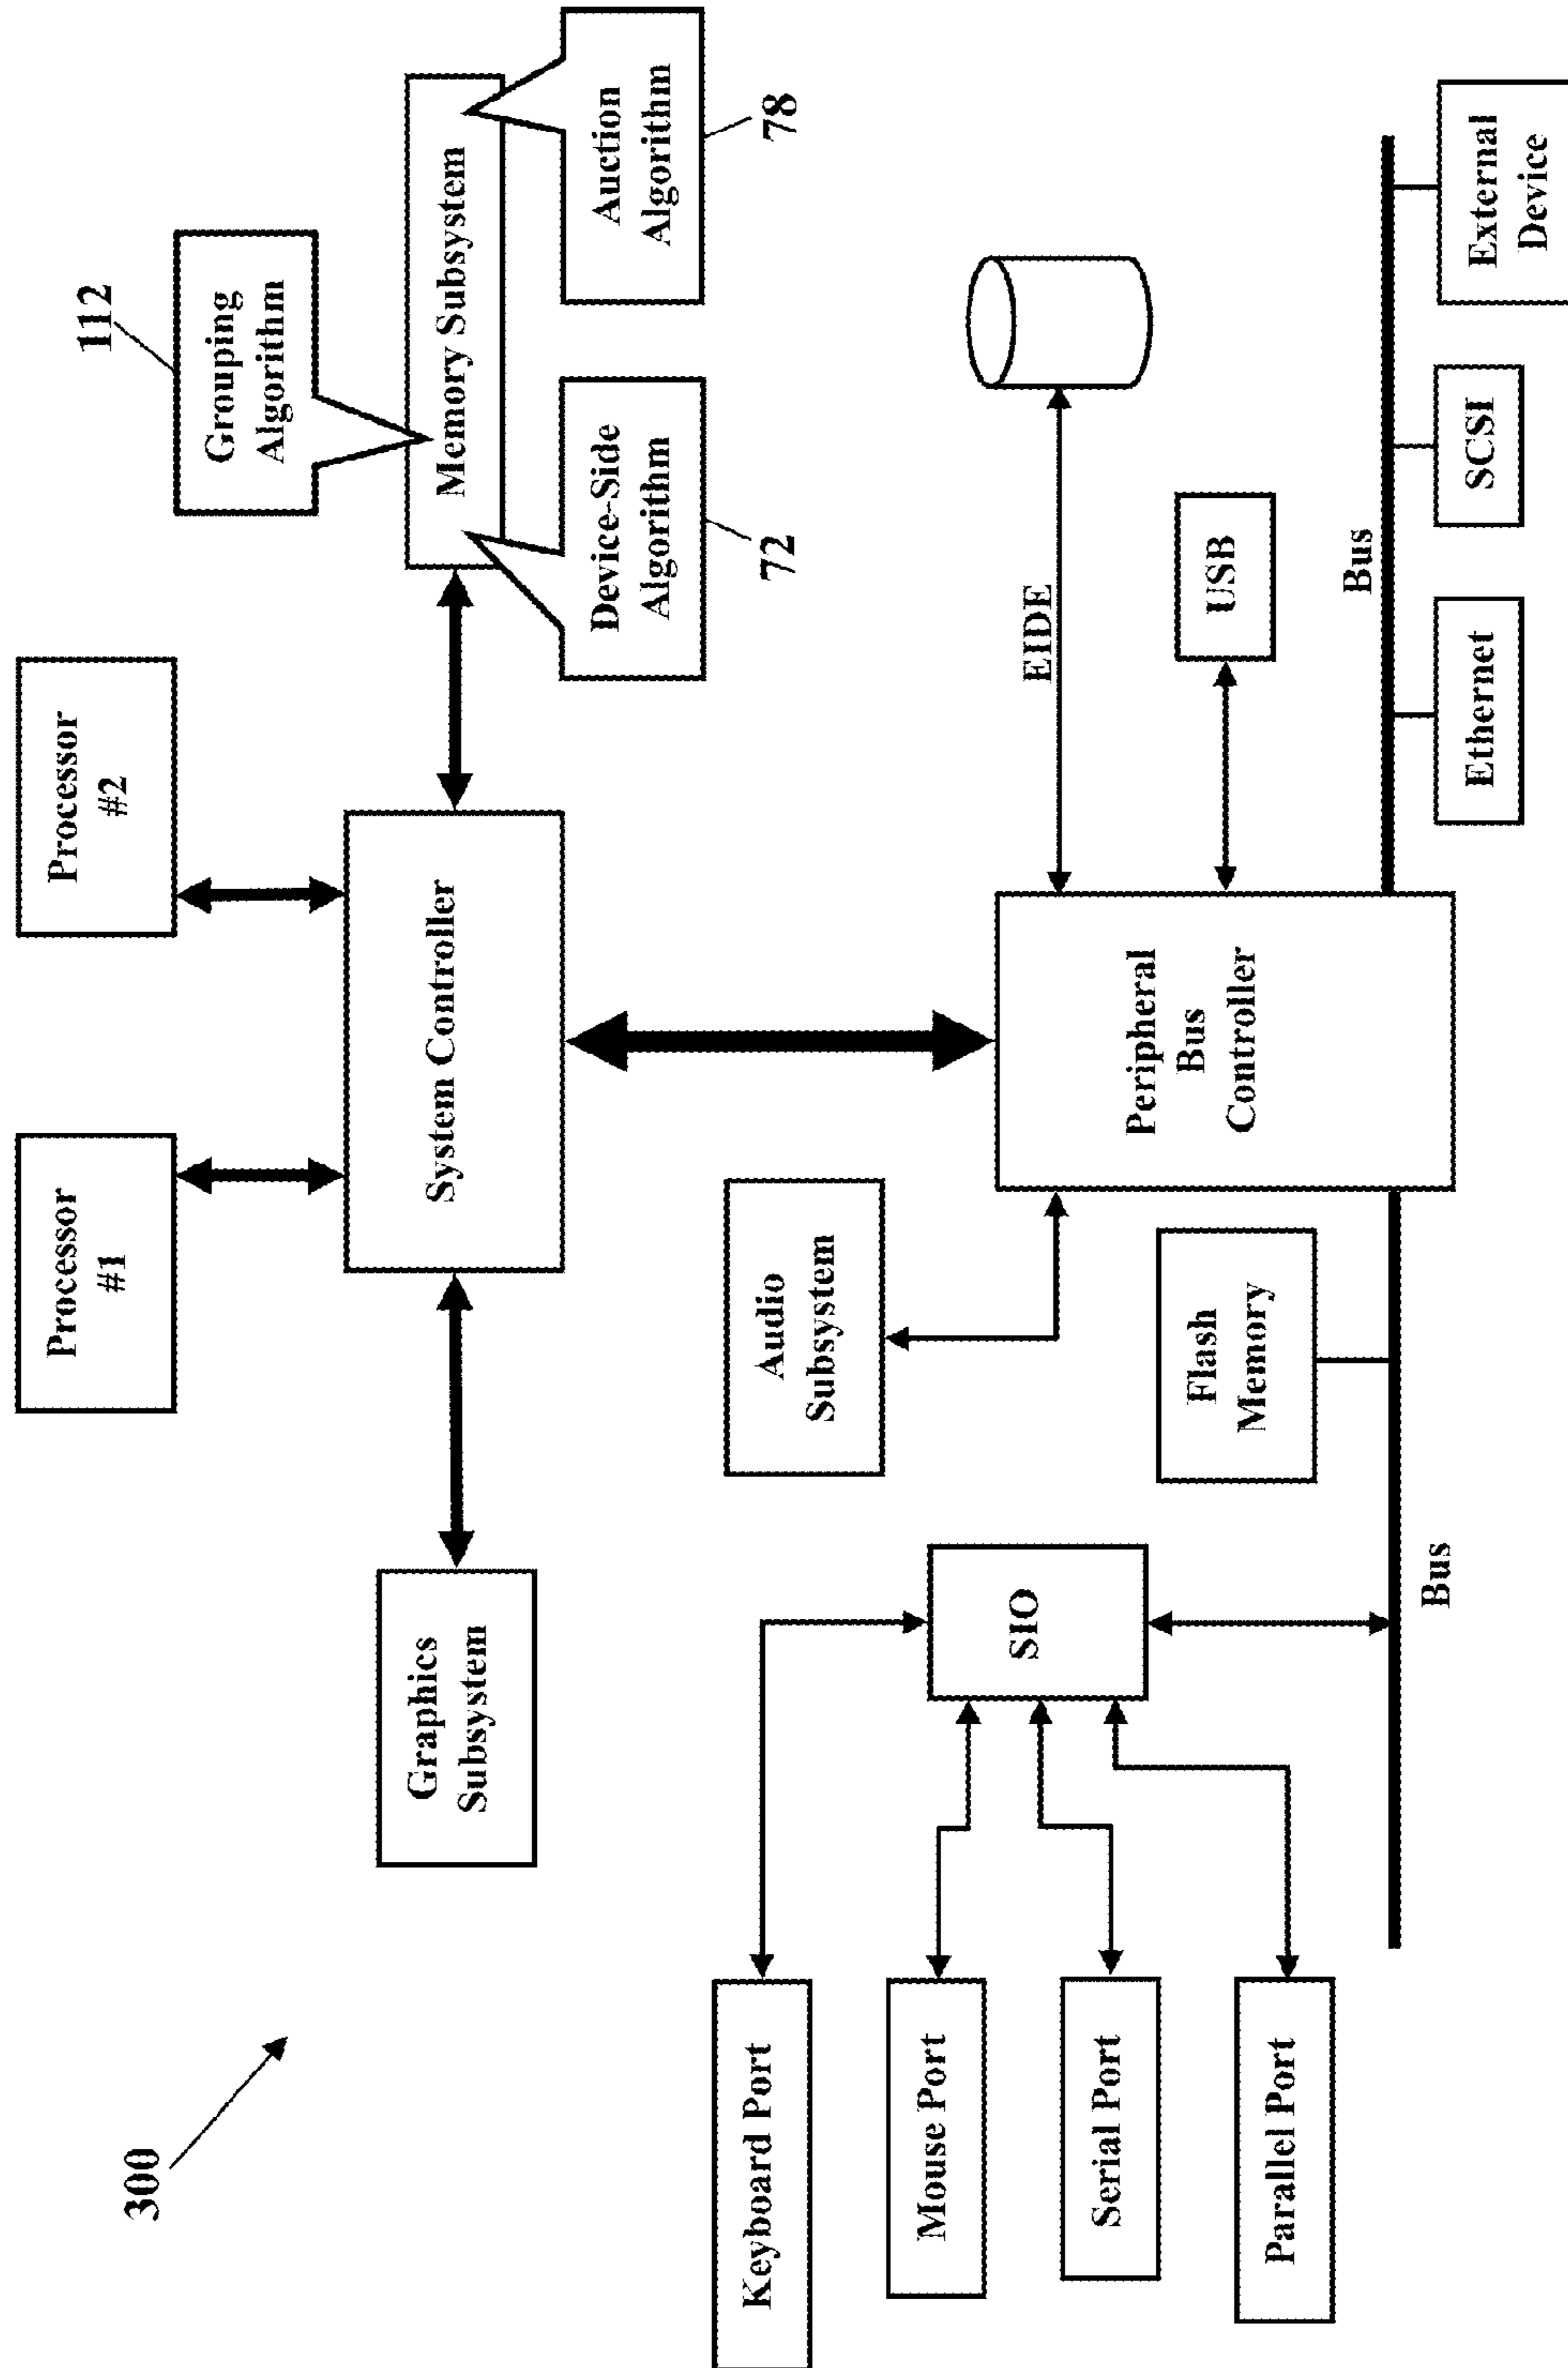 300
Processor
#1
Processor
#2
112
Grouping
Algorithm
Graphics
Subsystem
System Controller
Memory Subsystem
Device-Side
Algorithm
72
Auction
Algorithm
78
Keyboard Port
Mouse Port
Serial Port
Parallel Port
SIO
Audio
Subsystem
Flash
Memory
Bus
Peripheral
Bus
Controller
EIDE
USB
Bus
Ethernet
SCSI
External
Device